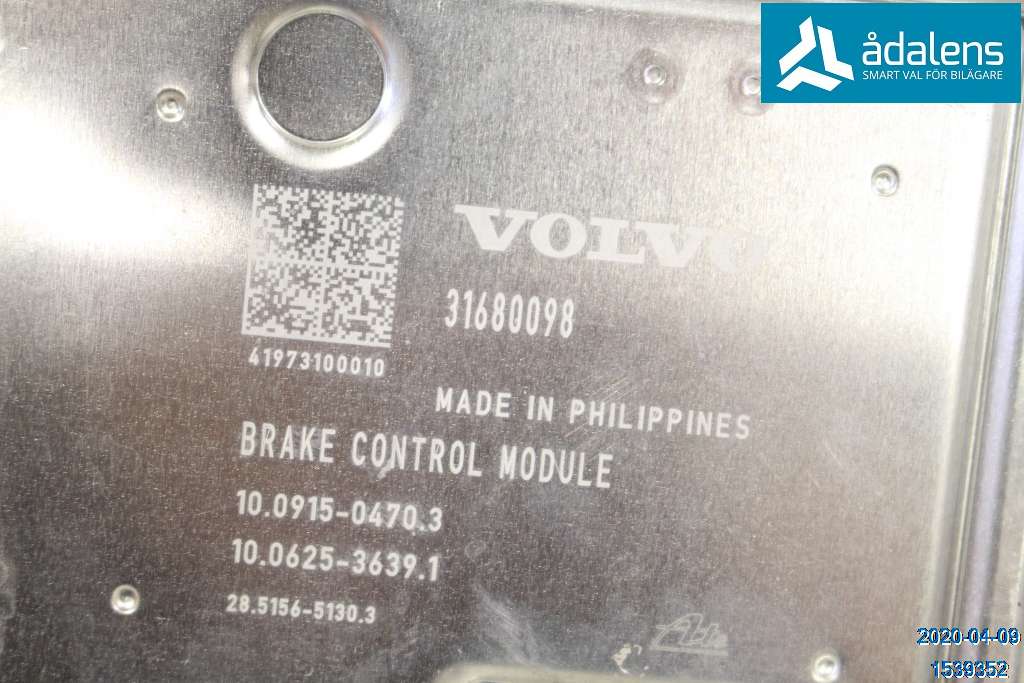 ådalens
SMART VAL FÖR BILÄGARE
VOLVO
31680098
41973100010
MADE IN PHILIPPINES
BRAKE CONTROL MODULE
10.0915-0470.3
10.0625-3639.1
28.5156-5130.3
2020-04-09
1539352